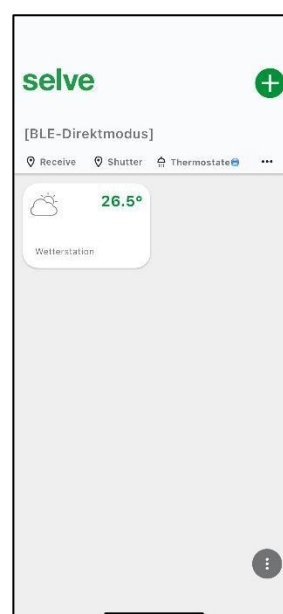 selve
[BLE-Direktmodus]
Receive Shutter Thermostate
26.5°
Wetterstation